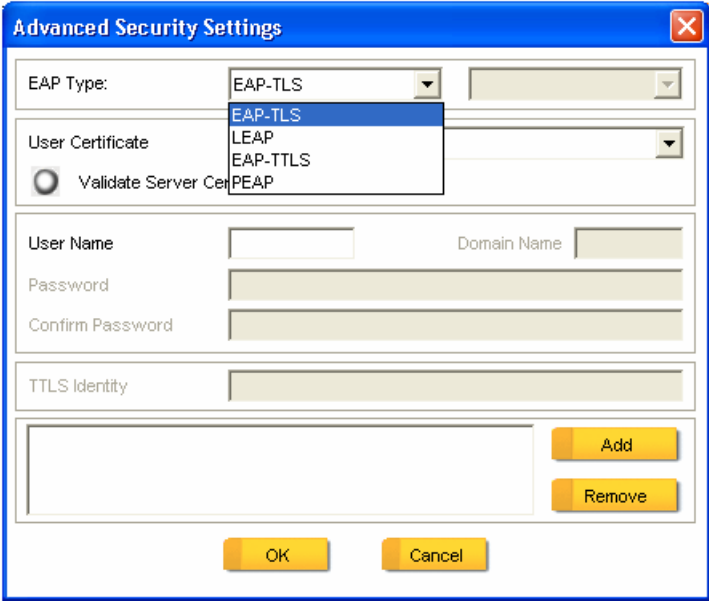 Advanced Security Settings
EAP Type:
EAP-TLS
EAP-TLS
LEAP
EAP-TTLS
PEAP
User Certificate
Validate Server Cer
User Name
Domain Name
Password
Confirm Password
TTLS Identity
Add
Remove
OK
Cancel